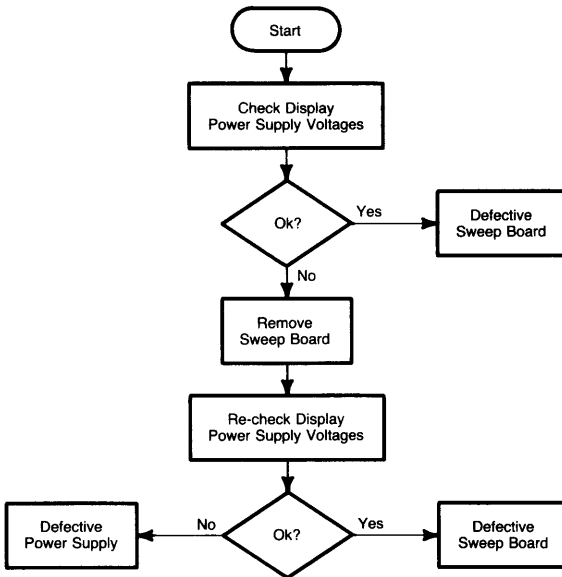 Start
Check Display
Power Supply Voltages
Ok?
Yes
Defective
Sweep Board
No
Remove
Sweep Board
Re-check Display
Power Supply Voltages
Defective
Power Supply
No
Ok?
Yes
Defective
Sweep Board